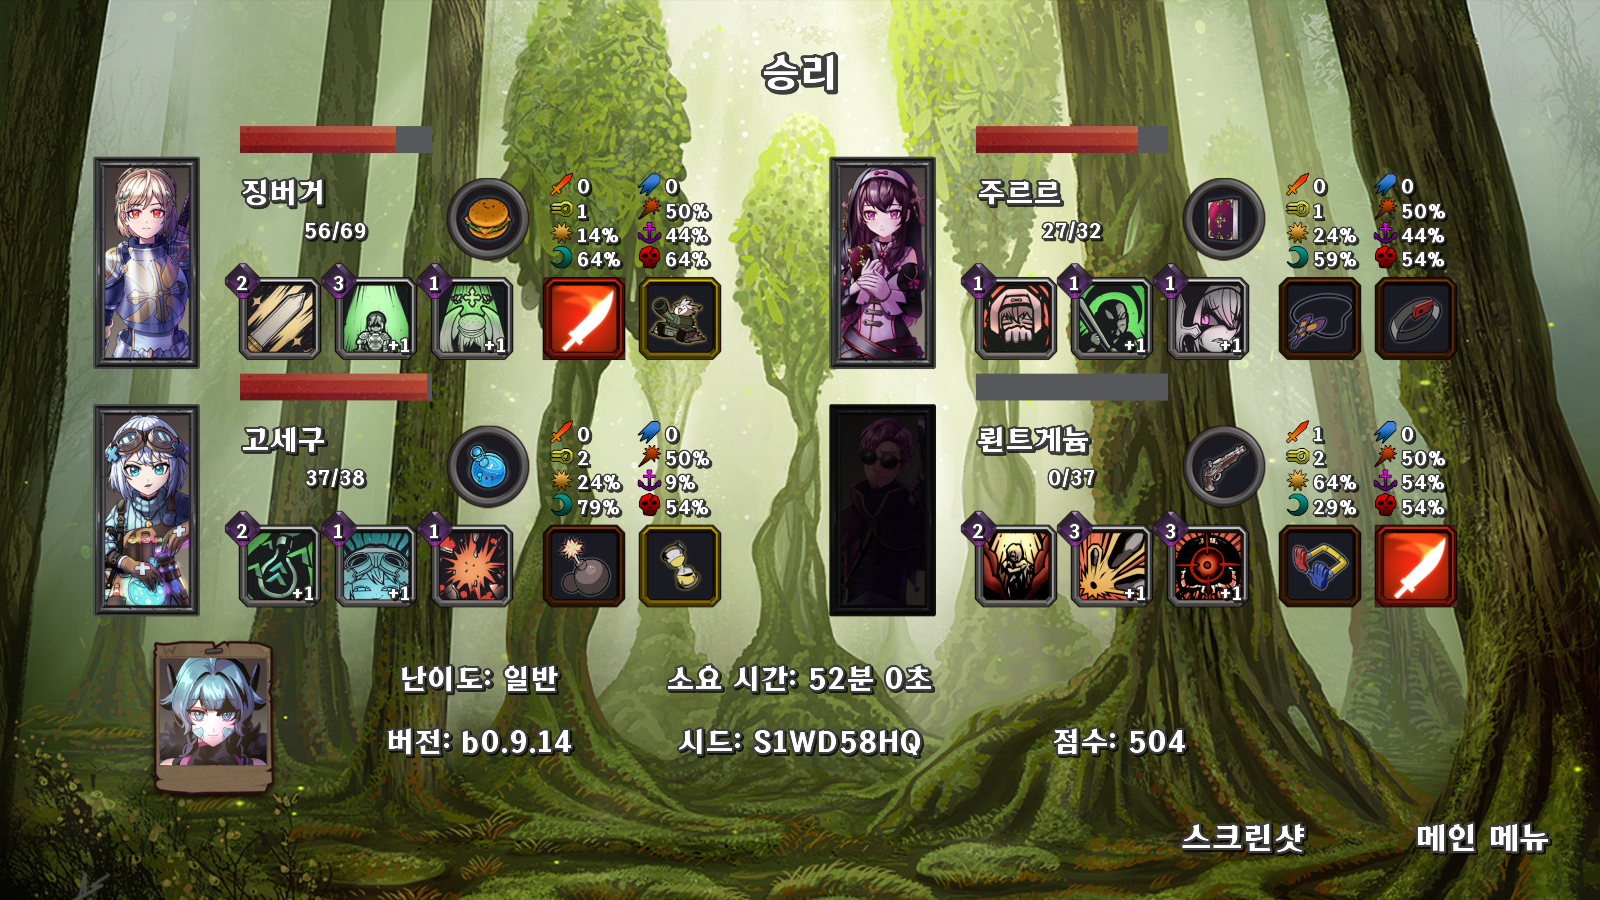 승리
징버거
56/69
0 0
1 50%
14% 44%
64% 64%
2 3 1
+1 +1
주르르
27/32
0 0
1 50%
24% 44%
59% 54%
1 1 1
+1 +1
고세구
37/38
0 0
2 50%
24% 9%
79% 54%
2 1 1
+1 +1
뢴트게늄
0/37
1 0
2 50%
64% 54%
29% 54%
2 3 3
+1 +1
난이도: 일반 소요 시간: 52분 0초
버전: b0.9.14 시드: S1WD58HQ 점수: 504
스크린샷 메인 메뉴